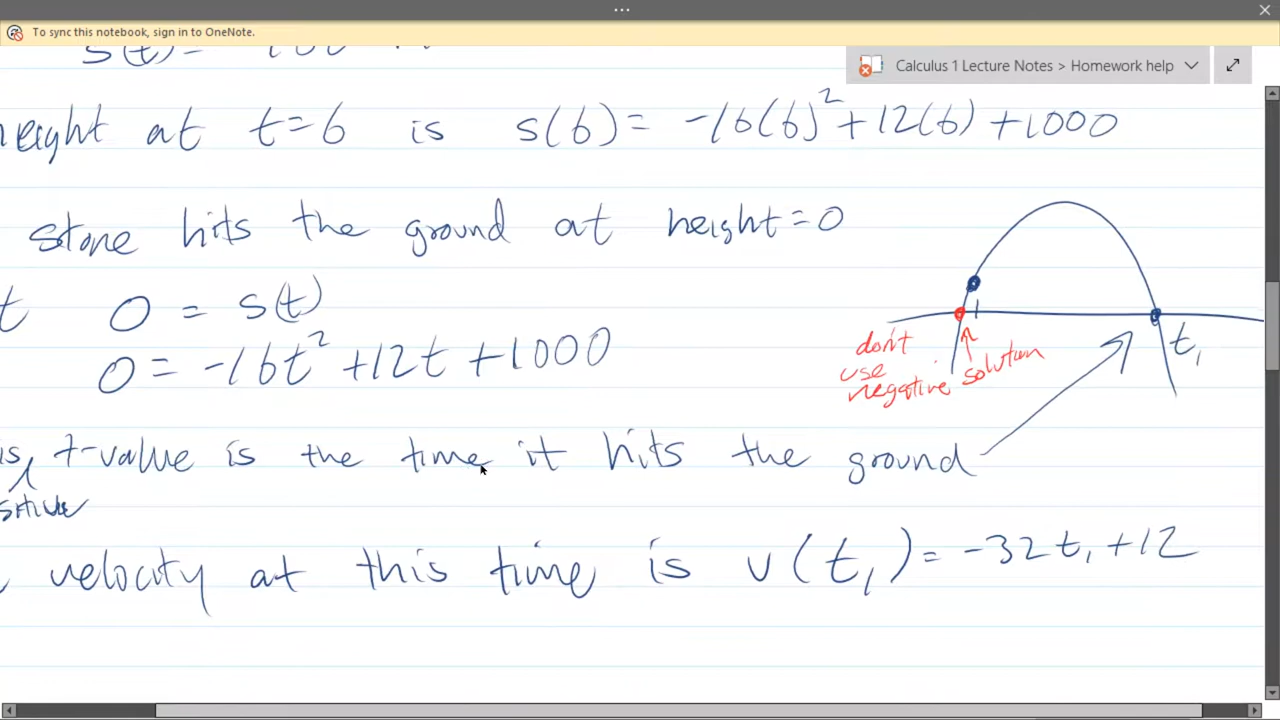 To sync this notebook, sign in to OneNote.
Calculus 1 Lecture Notes > Homework help
s(t)=
height at t=6 is s(6)= -16(6)²+12(6)+1000
stone hits the ground at height=0
t 0 = s(t)
0 = -16t²+12t+1000
don't use negative solution
t₁
is t-value is the time it hits the ground
sitive
velocity at this time is v(t₁)= -32t₁+12